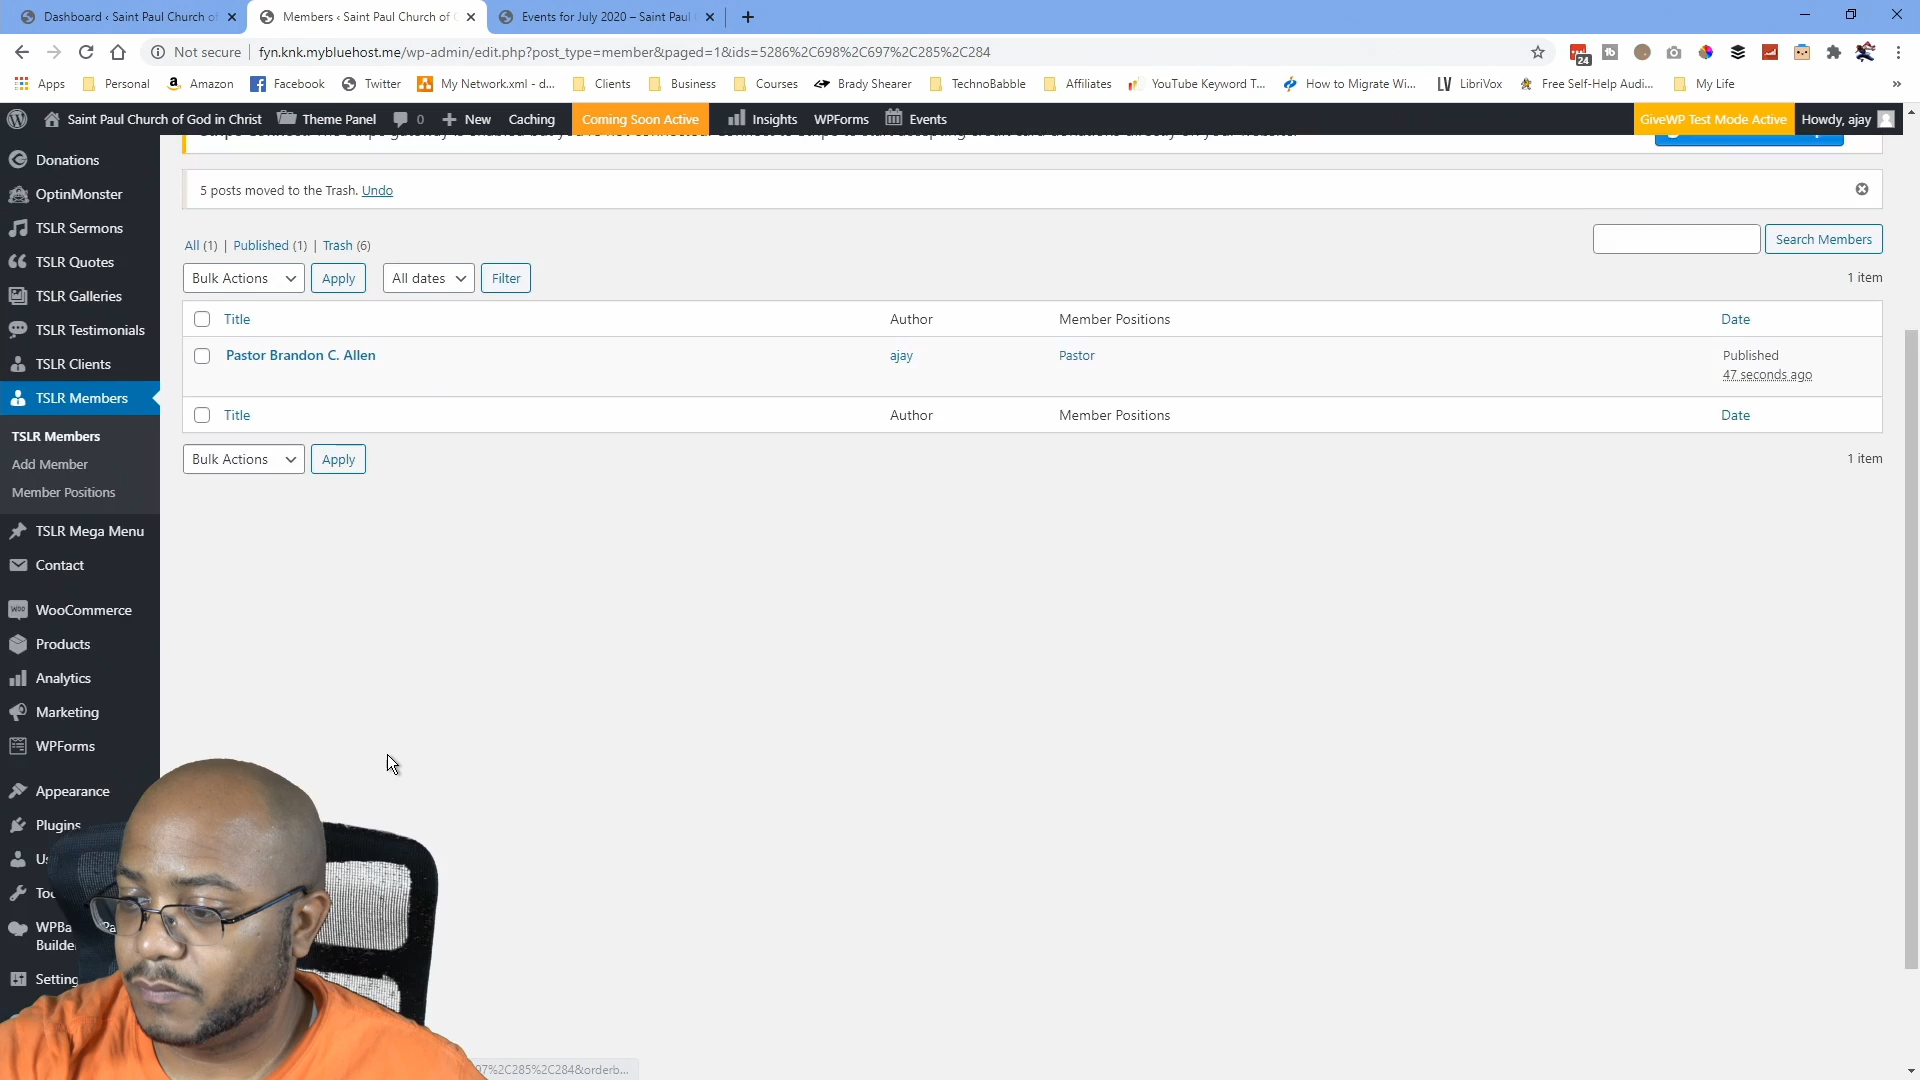 Dashboard ‹ Saint Paul Church of
Members ‹ Saint Paul Church of
Events for July 2020 – Saint Paul
Not secure
fyn.knk.mybluehost.me/wp-admin/edit.php?post_type=member&paged=1&ids=5286%2C698%2C697%2C285%2C284
24
Apps
Personal
Amazon
Facebook
Twitter
My Network.xml - d...
Clients
Business
Courses
Brady Shearer
TechnoBabble
Affiliates
YouTube Keyword T...
How to Migrate Wi...
LibriVox
Free Self-Help Audi...
My Life
Saint Paul Church of God in Christ
Theme Panel
0
New
Caching
Coming Soon Active
Insights
WPForms
Events
GiveWP Test Mode Active
Howdy, ajay
Donations
OptinMonster
TSLR Sermons
TSLR Quotes
TSLR Galleries
TSLR Testimonials
TSLR Clients
TSLR Members
TSLR Members
Add Member
Member Positions
TSLR Mega Menu
Contact
WooCommerce
Products
Analytics
Marketing
WPForms
Appearance
Plugins
5 posts moved to the Trash. Undo
All (1) | Published (1) | Trash (6)
Search Members
Bulk Actions
Apply
All dates
Filter
1 item
Title
Author
Member Positions
Date
Pastor Brandon C. Allen
ajay
Pastor
Published
47 seconds ago
Title
Author
Member Positions
Date
Bulk Actions
Apply
1 item
97%2C285%2C284&orderb...